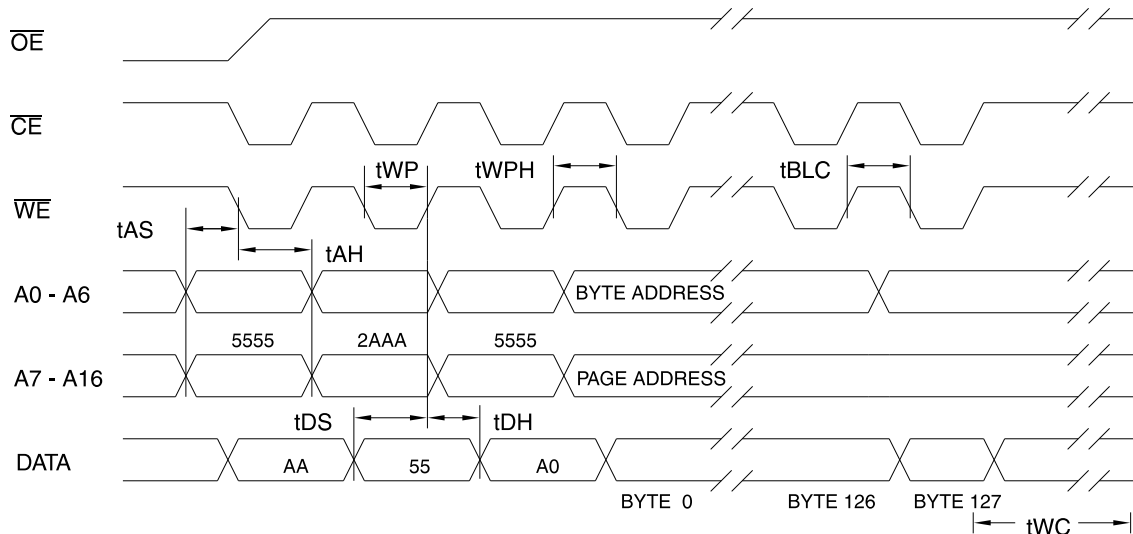 OE
CE
tWP
tWPH
tBLC
WE
tAS
tAH
A0 - A6
BYTE ADDRESS
5555
2AAA
5555
A7 - A16
PAGE ADDRESS
tDS
tDH
DATA
AA
55
A0
BYTE 0
BYTE 126
BYTE 127
tWC